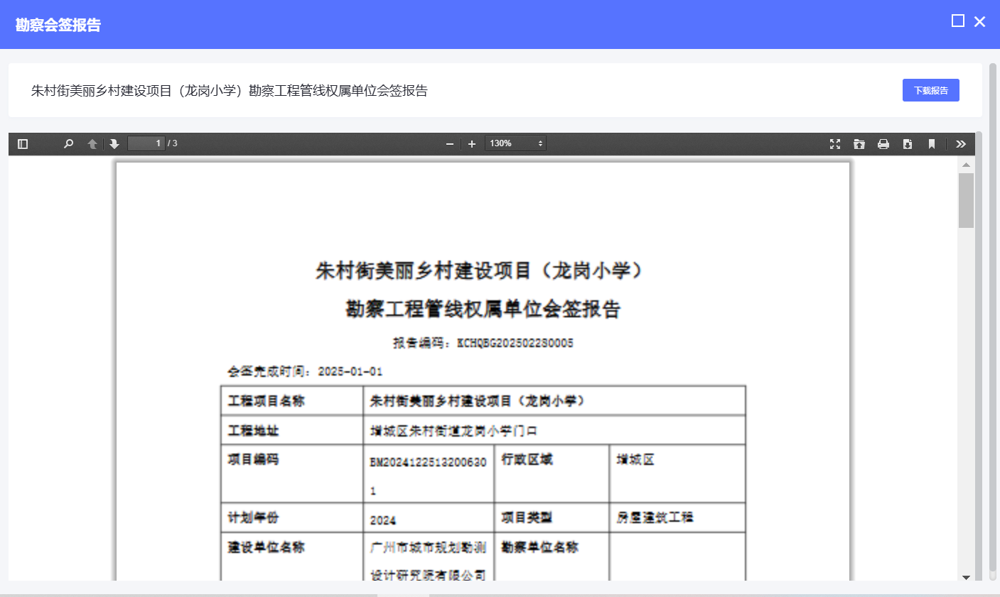 勘察会签报告
朱村街美丽乡村建设项目（龙岗小学）勘察工程管线权属单位会签报告
下载报告
1 / 3
130%
朱村街美丽乡村建设项目（龙岗小学）
勘察工程管线权属单位会签报告
报告编码：KCHQBG202502280005
会签完成时间：2025-01-01
工程项目名称 朱村街美丽乡村建设项目（龙岗小学）
工程地址 增城区朱村街道龙岗小学门口
项目编码 BM2024122513200630 行政区域 增城区
1
计划年份 2024 项目类型 房屋建筑工程
建设单位名称 广州市城市规划勘测 勘察单位名称
设计研究院有限公司